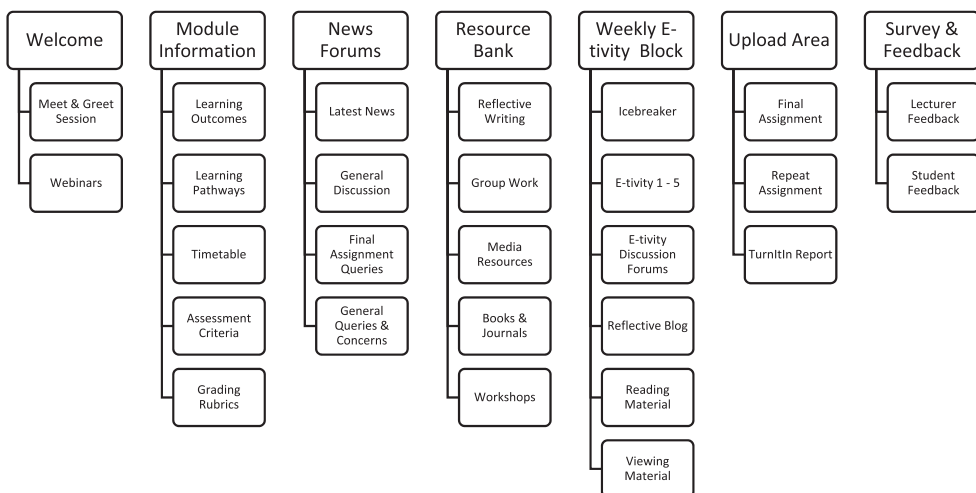 Welcome
Meet & Greet
Session
Webinars
Module
Information
Learning
Outcomes
Learning
Pathways
Timetable
Assessment
Criteria
Grading
Rubrics
News
Forums
Latest News
General
Discussion
Final
Assignment
Queries
General
Queries &
Concerns
Resource
Bank
Reflective
Writing
Group Work
Media
Resources
Books &
Journals
Workshops
Weekly E-
tivity Block
Icebreaker
E-tivity 1 - 5
E-tivity
Discussion
Forums
Reflective Blog
Reading
Material
Viewing
Material
Upload Area
Final
Assignment
Repeat
Assignment
TurnItIn Report
Survey &
Feedback
Lecturer
Feedback
Student
Feedback